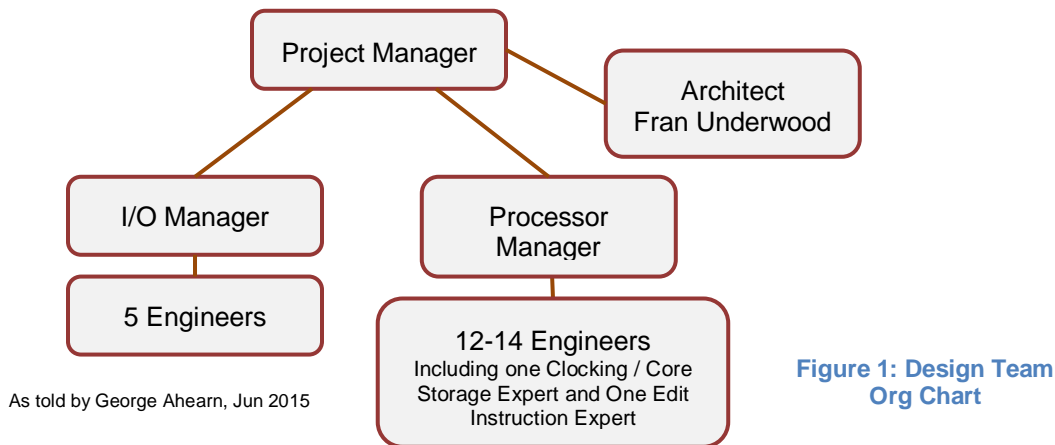 Project Manager
Architect
Fran Underwood
I/O Manager
Processor
Manager
5 Engineers
12-14 Engineers
Including one Clocking / Core
Storage Expert and One Edit
Instruction Expert
As told by George Ahearn, Jun 2015
Figure 1: Design Team
Org Chart